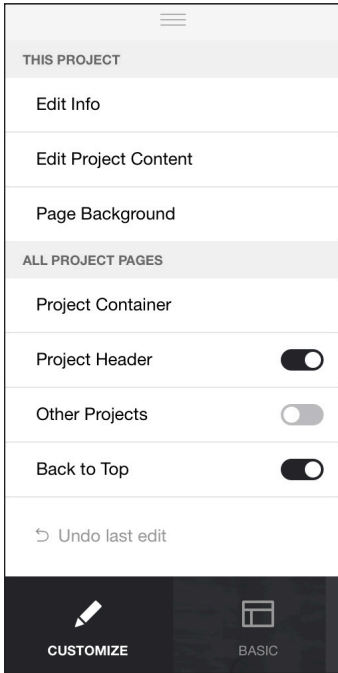 THIS PROJECT
Edit Info
Edit Project Content
Page Background
ALL PROJECT PAGES
Project Container
Project Header
Other Projects
Back to Top
Undo last edit
CUSTOMIZE
BASIC